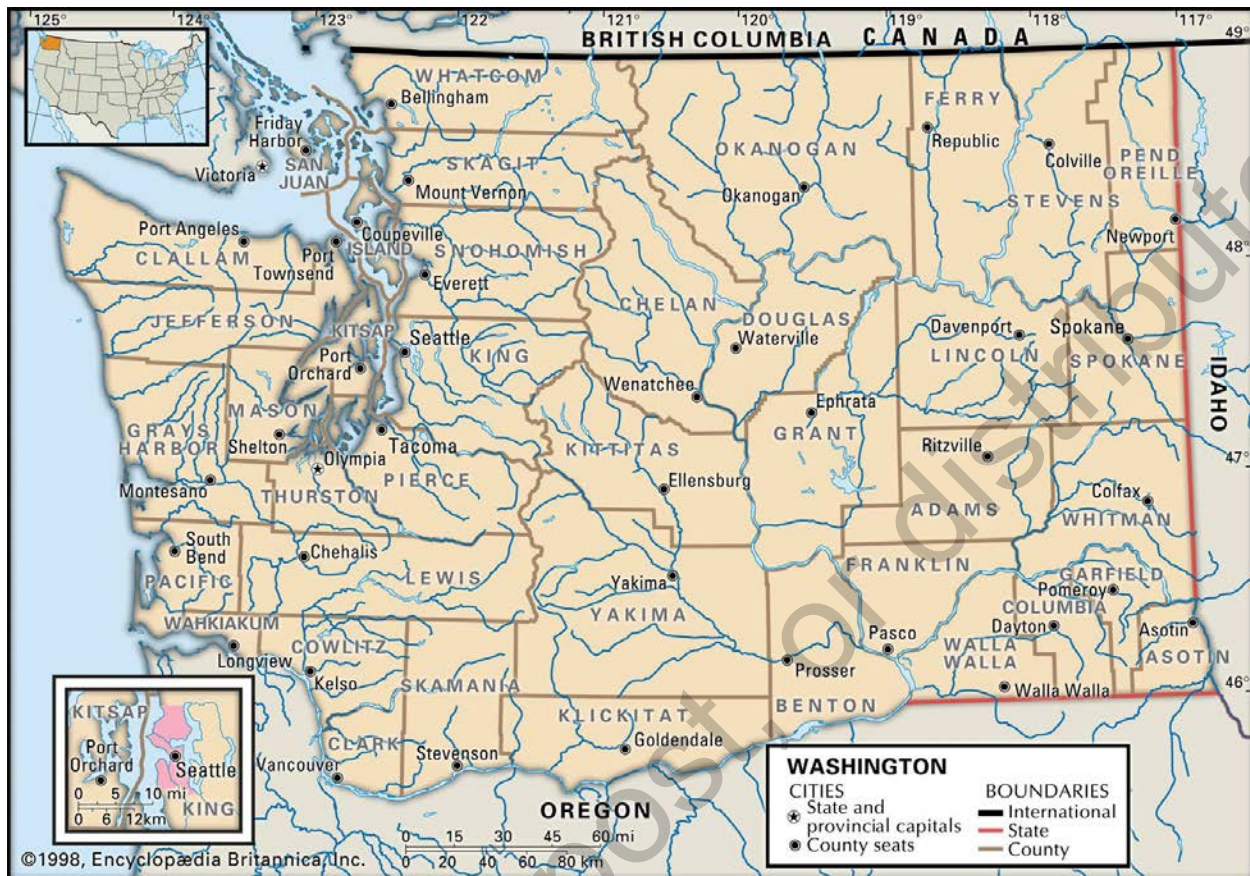 124°
123°
122°
121°
120°
119°
118°
117°
49°
BRITISH COLUMBIA CANADA
WHATCOM
Bellingham
Friday
Harbor
SAN
JUAN
Victoria
SKAGIT
Mount Vernon
OKANOGAN
Okanogan
FERRY
Republic
Colville
PEND
OREILLE
STEVENS
Newport
Port Angeles
CLALLAM
Port
Townsend
Coupeville
ISLAND
SNOHOMISH
Everett
48°
CHELAN
DOUGLAS
Waterville
JEFFERSON
KITSAP
Port
Orchard
Seattle
KING
Wenatchee
Davenport
LINCOLN
Spokane
SPOKANE
IDAHO
Ephrata
GRANT
MASON
Shelton
GRAYS
HARBOR
Olympia
Tacoma
PIERCE
KITTITAS
Ellensburg
Ritzville
ADAMS
47°
Montesano
THURSTON
Colfax
WHITMAN
South
Bend
PACIFIC
Chehalis
LEWIS
Yakima
YAKIMA
FRANKLIN
GARFIELD
Pomeroy
COLUMBIA
Dayton
Asotin
ASOTIN
WAHKIAKUM
Longview
COWLITZ
Kelso
SKAMANIA
Pasco
Prosser
BENTON
WALLA
WALLA
Walla Walla
46°
KLICKITAT
Goldendale
CLARK
Vancouver
Stevenson
OREGON
0 15 30 45 60 mi
0 20 40 60 80 km
KITSAP
Port
Orchard
Seattle
KING
0 5 10 mi
0 6 12km
WASHINGTON
CITIES
State and
provincial capitals
County seats
BOUNDARIES
International
State
County
©1998, Encyclopædia Britannica, Inc.
post, or distribute